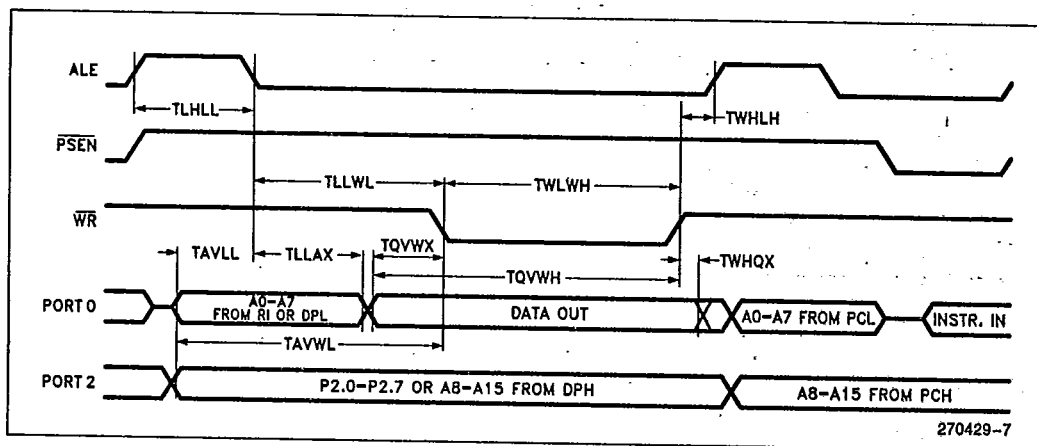 ALE
TLHLL
TWHLH
PSEN
TLLWL
TWLWH
WR
TAVLL
TLLAX
TQVWX
TWHQX
TQVWH
PORT 0
A0-A7
FROM RI OR DPL
DATA OUT
A0-A7 FROM PCL
INSTR. IN
TAVWL
PORT 2
P2.0-P2.7 OR A8-A15 FROM DPH
A8-A15 FROM PCH
270429-7